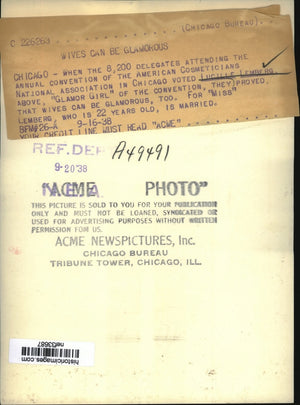 C 226269 (CHICAGO BUREAU).
WIVES CAN BE GLAMOROUS
CHICAGO - WHEN THE 8,200 DELEGATES ATTENDING THE
ANNUAL CONVENTION OF THE AMERICAN COSMETICIANS
NATIONAL ASSOCIATION IN CHICAGO VOTED LUCILLE LEMBERG,
ABOVE, "GLAMOR GIRL" OF THE CONVENTION, THEY PROVED
THAT WIVES CAN BE GLAMOROUS, TOO. FOR "MISS"
LEMBERG, WHO IS 22 YEARS OLD, IS MARRIED.
BFM426-A 9-16-38
YOUR CREDIT LINE MUST READ "ACME"
REF. DEP
A49491
9-20'38
N.E.A.
"ACME PHOTO"
THIS PICTURE IS SOLD TO YOU FOR YOUR PUBLICATION
ONLY AND MUST NOT BE LOANED, SYNDICATED OR
USED FOR ADVERTISING PURPOSES WITHOUT WRITTEN
PERMISSION FOM US.
ACME NEWSPICTURES, Inc.
CHICAGO BUREAU
TRIBUNE TOWER, CHICAGO, ILL.
historicimages.com
nef53687